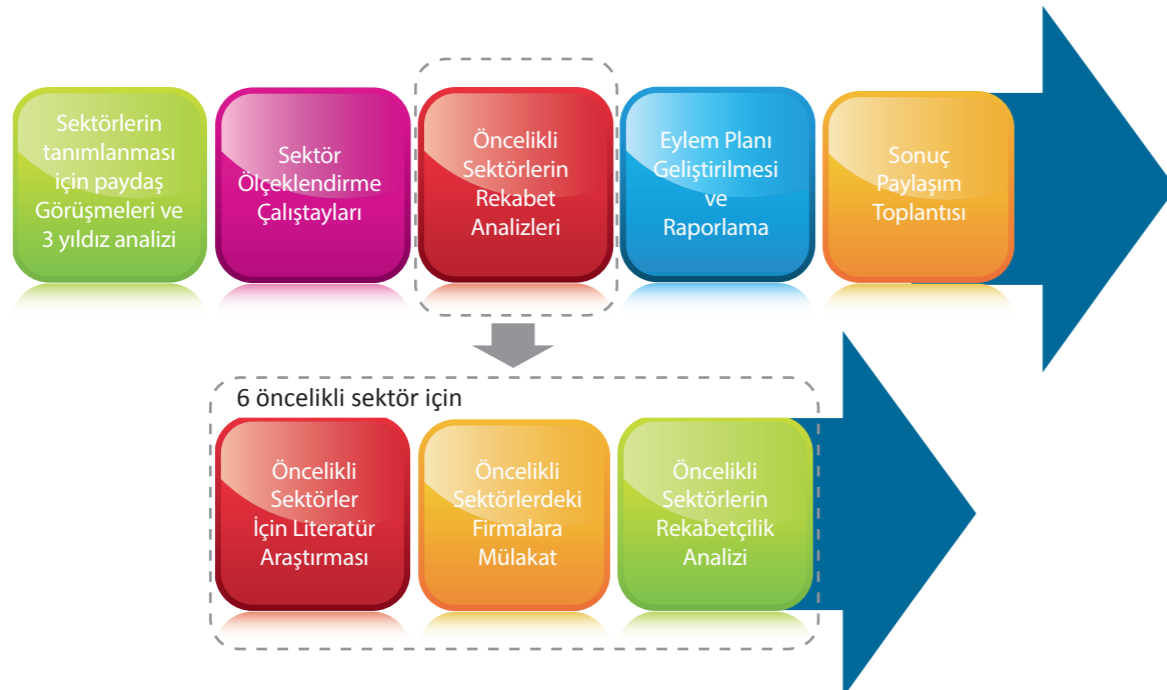 Sektörlerin
tanımlanması
için paydaş
Görüşmeleri ve
3 yıldız analizi
Sektör
Ölçeklendirme
Çalıştayları
Öncelikli
Sektörlerin
Rekabet
Analizleri
Eylem Planı
Geliştirilmesi
ve
Raporlama
Sonuç
Paylaşım
Toplantısı
6 öncelikli sektör için
Öncelikli
Sektörler
İçin Literatür
Araştırması
Öncelikli
Sektörlerdeki
Firmalara
Mülakat
Öncelikli
Sektörlerin
Rekabetçilik
Analizi